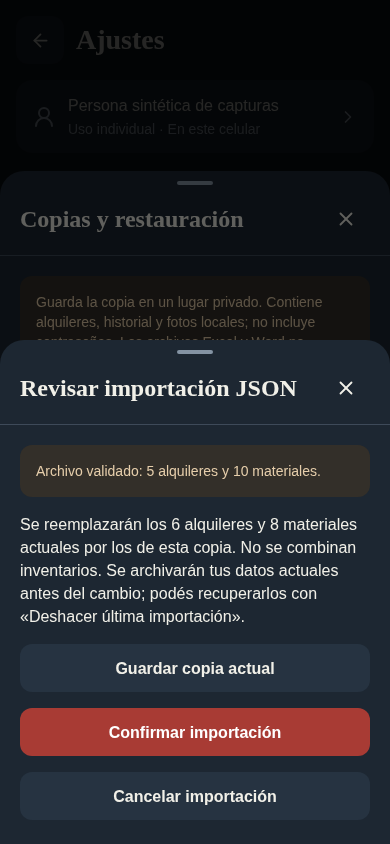 Ajustes
Persona sintética de capturas
Uso individual · En este celular
Copias y restauración
Guarda la copia en un lugar privado. Contiene
alquileres, historial y fotos locales; no incluye
Revisar importación JSON
Archivo validado: 5 alquileres y 10 materiales.
Se reemplazarán los 6 alquileres y 8 materiales
actuales por los de esta copia. No se combinan
inventarios. Se archivarán tus datos actuales
antes del cambio; podés recuperarlos con
«Deshacer última importación».
Guardar copia actual
Confirmar importación
Cancelar importación